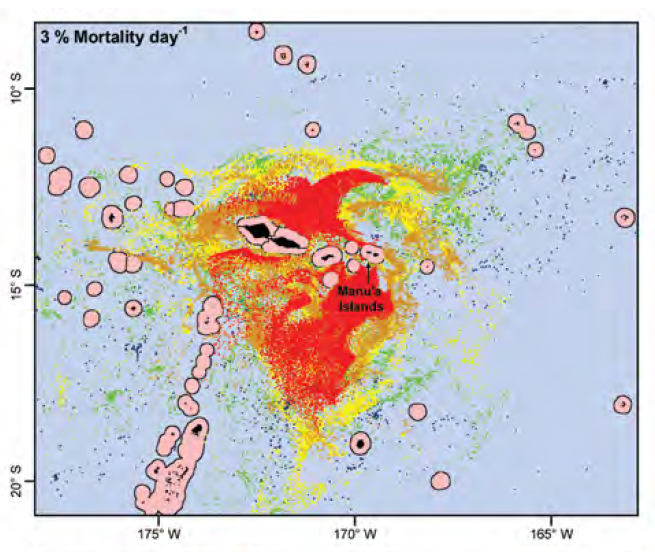 3 % Mortality day-1
10° S
15° S
20° S
Manu'a
Islands
175° W
170° W
165° W